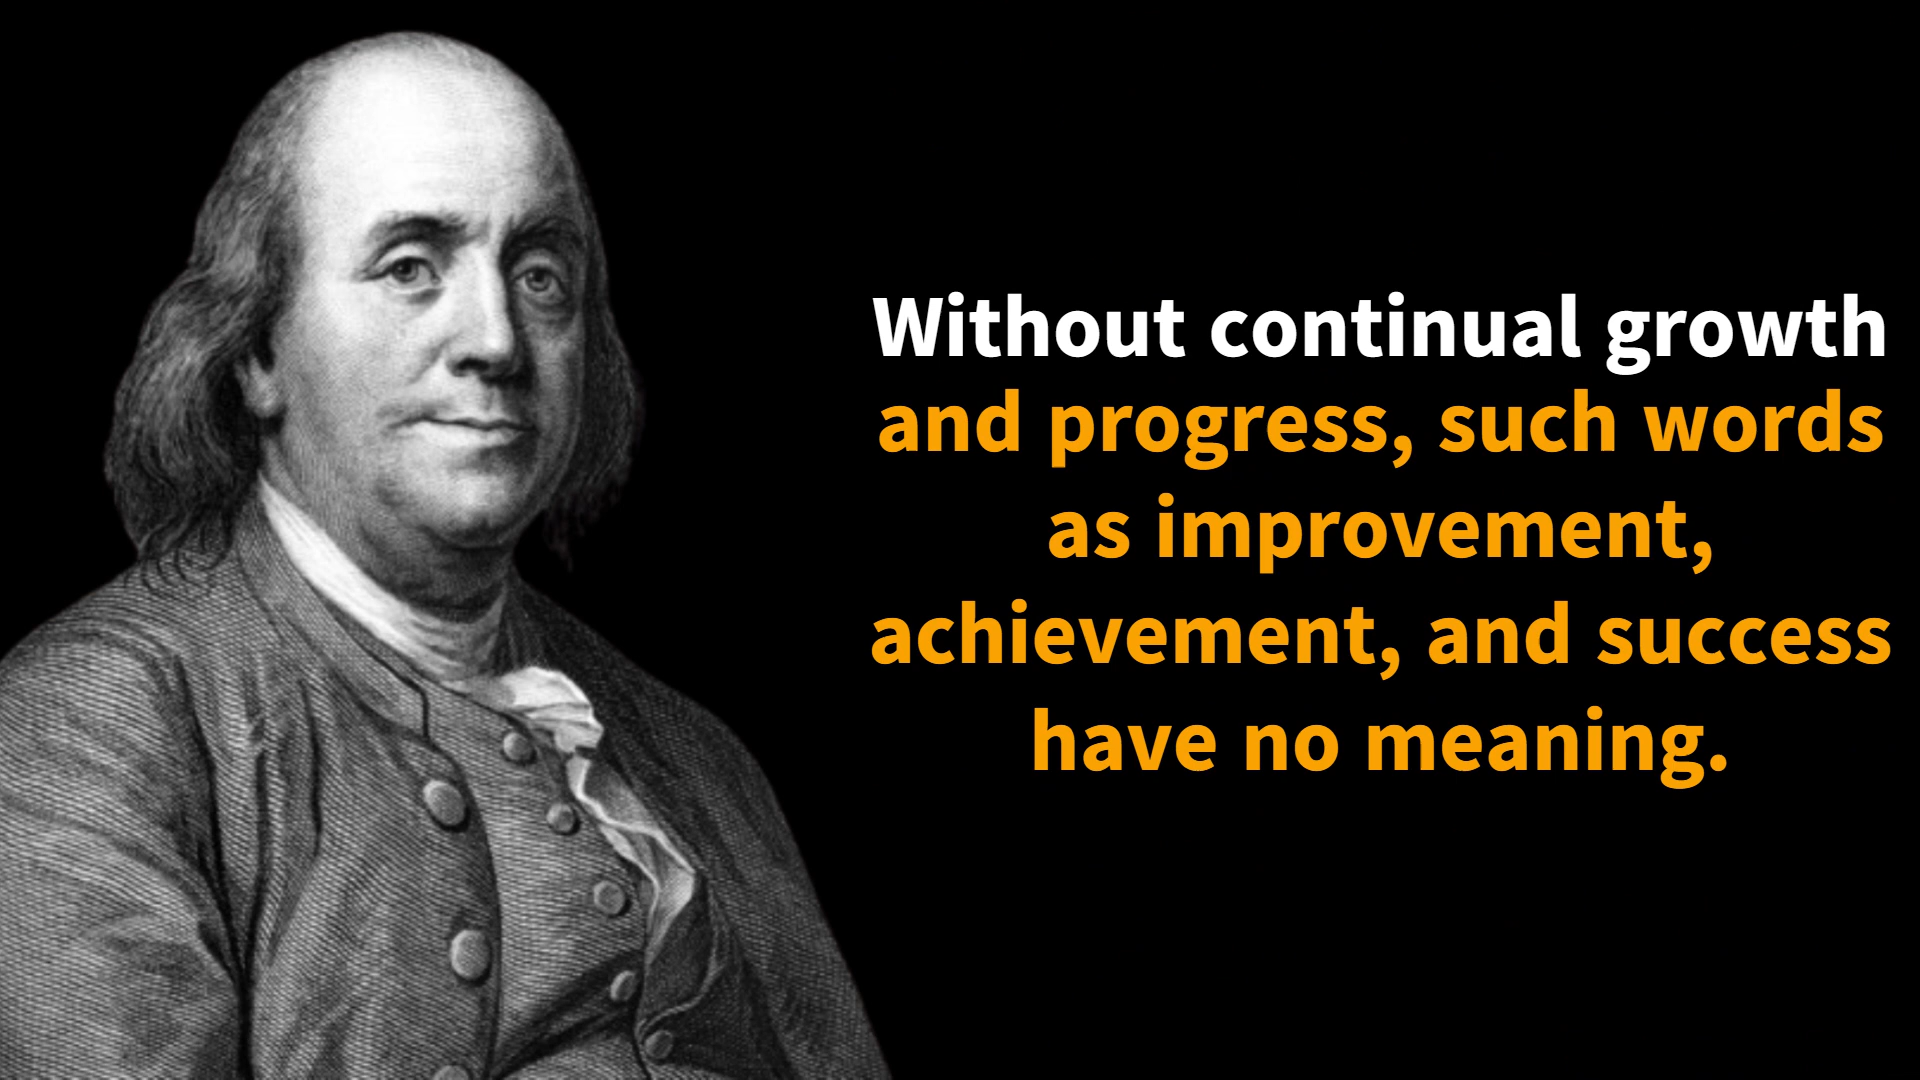 Without continual growth
and progress, such words
as improvement,
achievement, and success
have no meaning.